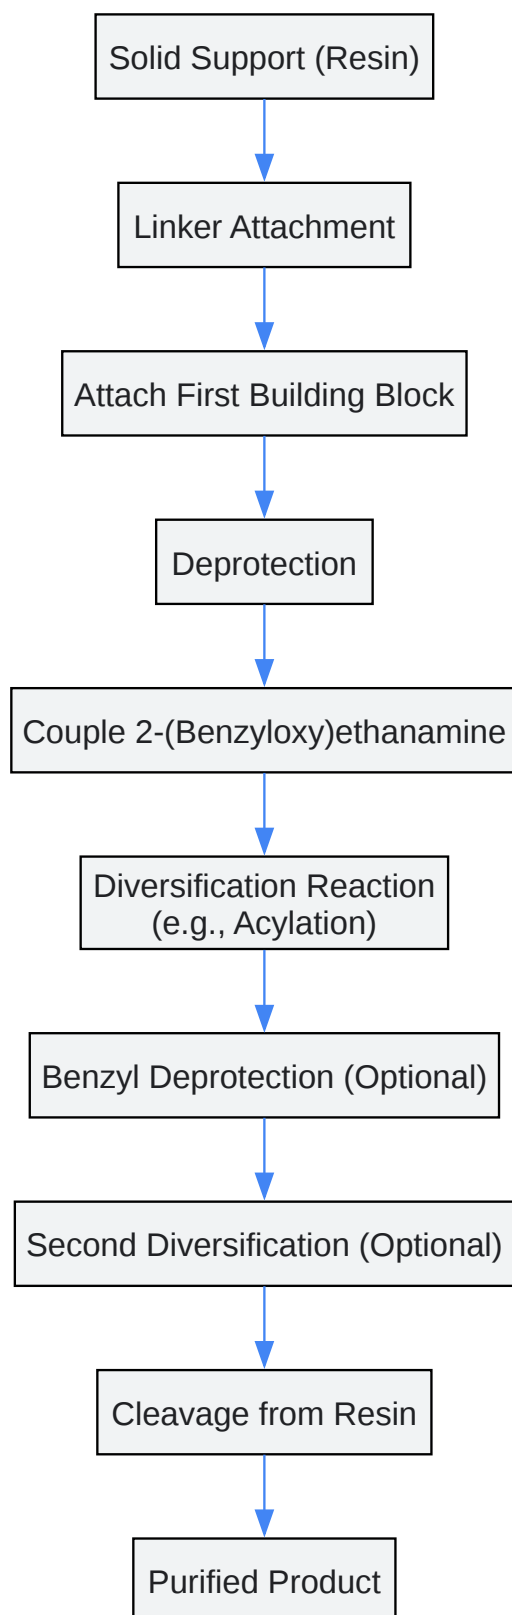 Solid Support (Resin)
Linker Attachment
Attach First Building Block
Deprotection
Couple 2-(Benzyloxy)ethanamine
Diversification Reaction
(e.g., Acylation)
Benzyl Deprotection (Optional)
Second Diversification (Optional)
Cleavage from Resin
Purified Product